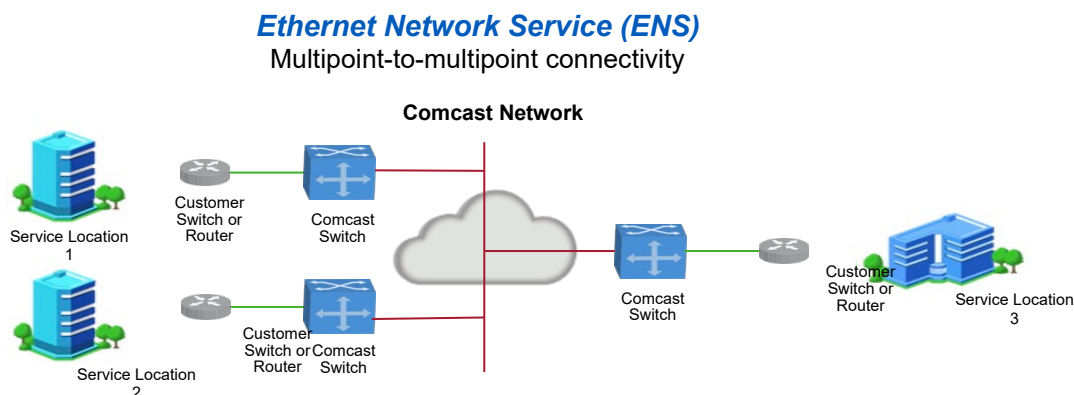 Ethernet Network Service (ENS)
Multipoint-to-multipoint connectivity
Comcast Network
Service Location
1
Customer
Switch or
Router
Comcast
Switch
Service Location
2
Customer
Switch or
Router
Comcast
Switch
Comcast
Switch
Customer
Switch or
Router
Service Location
3